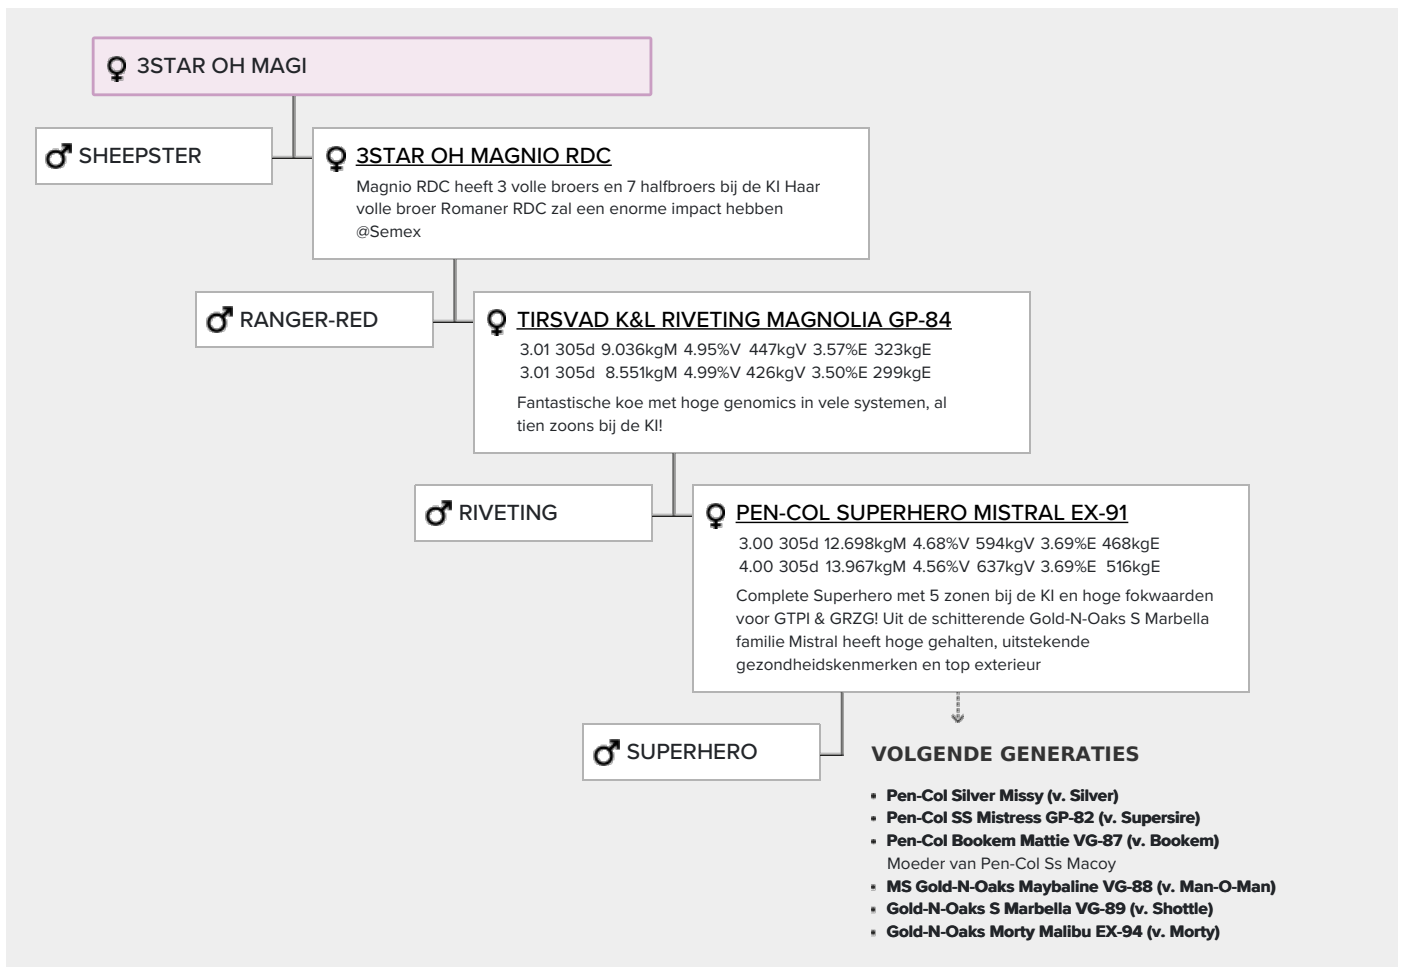 3STAR OH MAGI
SHEEPSTER
3STAR OH MAGNIO RDC
Magnio RDC heeft 3 volle broers en 7 halfbroers bij de KI Haar
volle broer Romaner RDC zal een enorme impact hebben
@Semex
RANGER-RED
TIRSVAD K&L RIVETING MAGNOLIA GP-84
3.01 305d 9.036kgM 4.95%V 447kgV 3.57%E 323kgE
3.01 305d 8.551kgM 4.99%V 426kgV 3.50%E 299kgE
Fantastische koe met hoge genomics in vele systemen, al
tien zoons bij de KI!
RIVETING
PEN-COL SUPERHERO MISTRAL EX-91
3.00 305d 12.698kgM 4.68%V 594kgV 3.69%E 468kgE
4.00 305d 13.967kgM 4.56%V 637kgV 3.69%E 516kgE
Complete Superhero met 5 zonen bij de KI en hoge fokwaarden
voor GTPI & GRZG! Uit de schitterende Gold-N-Oaks S Marbella
familie Mistral heeft hoge gehalten, uitstekende
gezondheidskenmerken en top exterieur
SUPERHERO
VOLGENDE GENERATIES
Pen-Col Silver Missy (v. Silver)
Pen-Col SS Mistress GP-82 (v. Supersire)
Pen-Col Bookem Mattie VG-87 (v. Bookem)
Moeder van Pen-Col Ss Macoy
MS Gold-N-Oaks Maybaline VG-88 (v. Man-O-Man)
Gold-N-Oaks S Marbella VG-89 (v. Shottle)
Gold-N-Oaks Morty Malibu EX-94 (v. Morty)